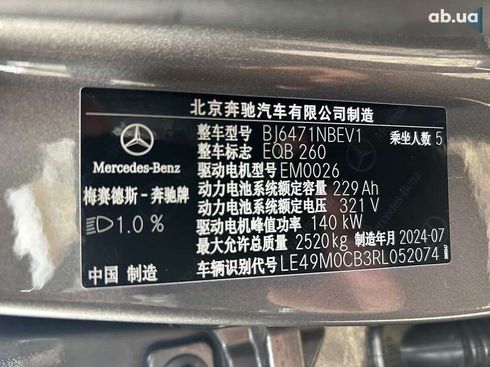 ab.ua
北京奔驰汽车有限公司制造
整车型号 BJ6471NBEV1 乘坐人数 5
整车标志 EQB 260
驱动电机型号 EM0026
动力电池系统额定容量 229 Ah
动力电池系统额定电压 321 V
驱动电机峰值功率 140 kW
最大允许总质量 2520 kg 制造年月 2024-07
车辆识别代号 LE49M0CB3RL052074
Mercedes-Benz
梅赛德斯-奔驰牌
1.0 %
中国 制造
Mercedes-Benz